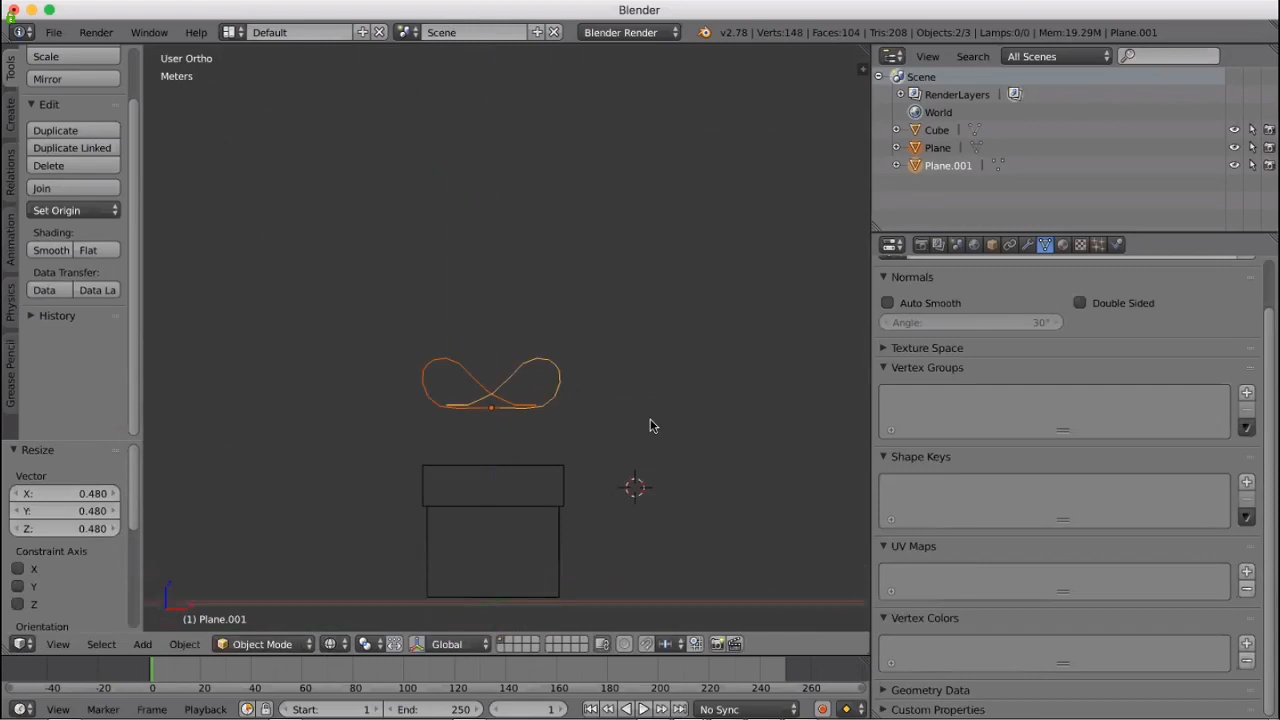 Blender
File Render Window Help Default Scene Blender Render v2.78 | Verts:148 | Faces:104 | Tris:208 | Objects:2/3 | Lamps:0/0 | Mem:19.29M | Plane.001
Tools
Create
Relations
Animation
Physics
Grease Pencil
Scale
Mirror
Edit
Duplicate
Duplicate Linked
Delete
Join
Set Origin
Shading:
Smooth Flat
Data Transfer:
Data Data La
History
Resize
Vector
X: 0.480
Y: 0.480
Z: 0.480
Constraint Axis
X
Y
Z
Orientation
User Ortho
Meters
(1) Plane.001
View Select Add Object Object Mode Global
View Search All Scenes
Scene
RenderLayers
World
Cube
Plane
Plane.001
Normals
Auto Smooth Double Sided
Angle: 30°
Texture Space
Vertex Groups
Shape Keys
UV Maps
Vertex Colors
Geometry Data
Custom Properties
-40 -20 0 20 40 60 80 100 120 140 160 180 200 220 240 260
View Marker Frame Playback Start: 1 End: 250 1 No Sync